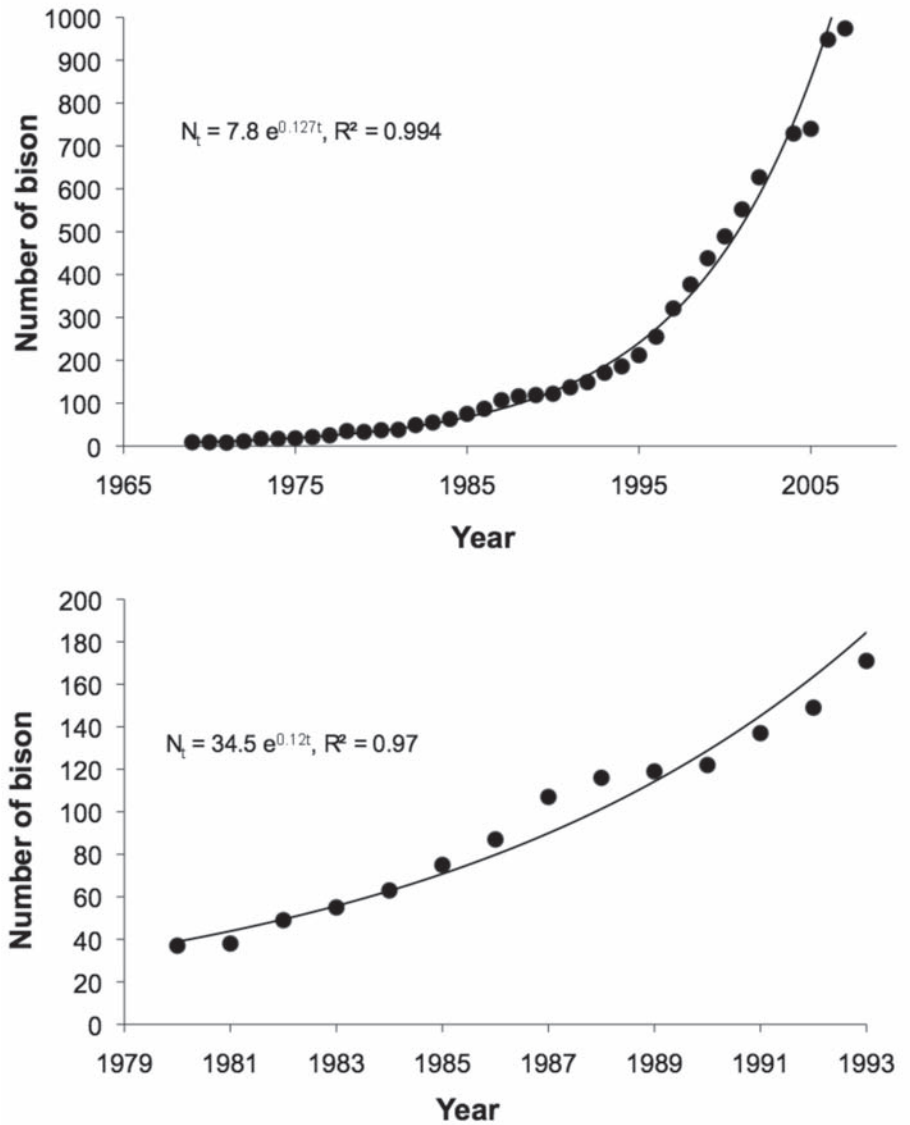 1000
900
800
700
600
500
400
300
200
100
0
Number of bison
Nₜ = 7.8 e^0.127t, R² = 0.994
1965 1975 1985 1995 2005
Year
200
180
160
140
120
100
80
60
40
20
0
Number of bison
Nₜ = 34.5 e^0.12t, R² = 0.97
1979 1981 1983 1985 1987 1989 1991 1993
Year